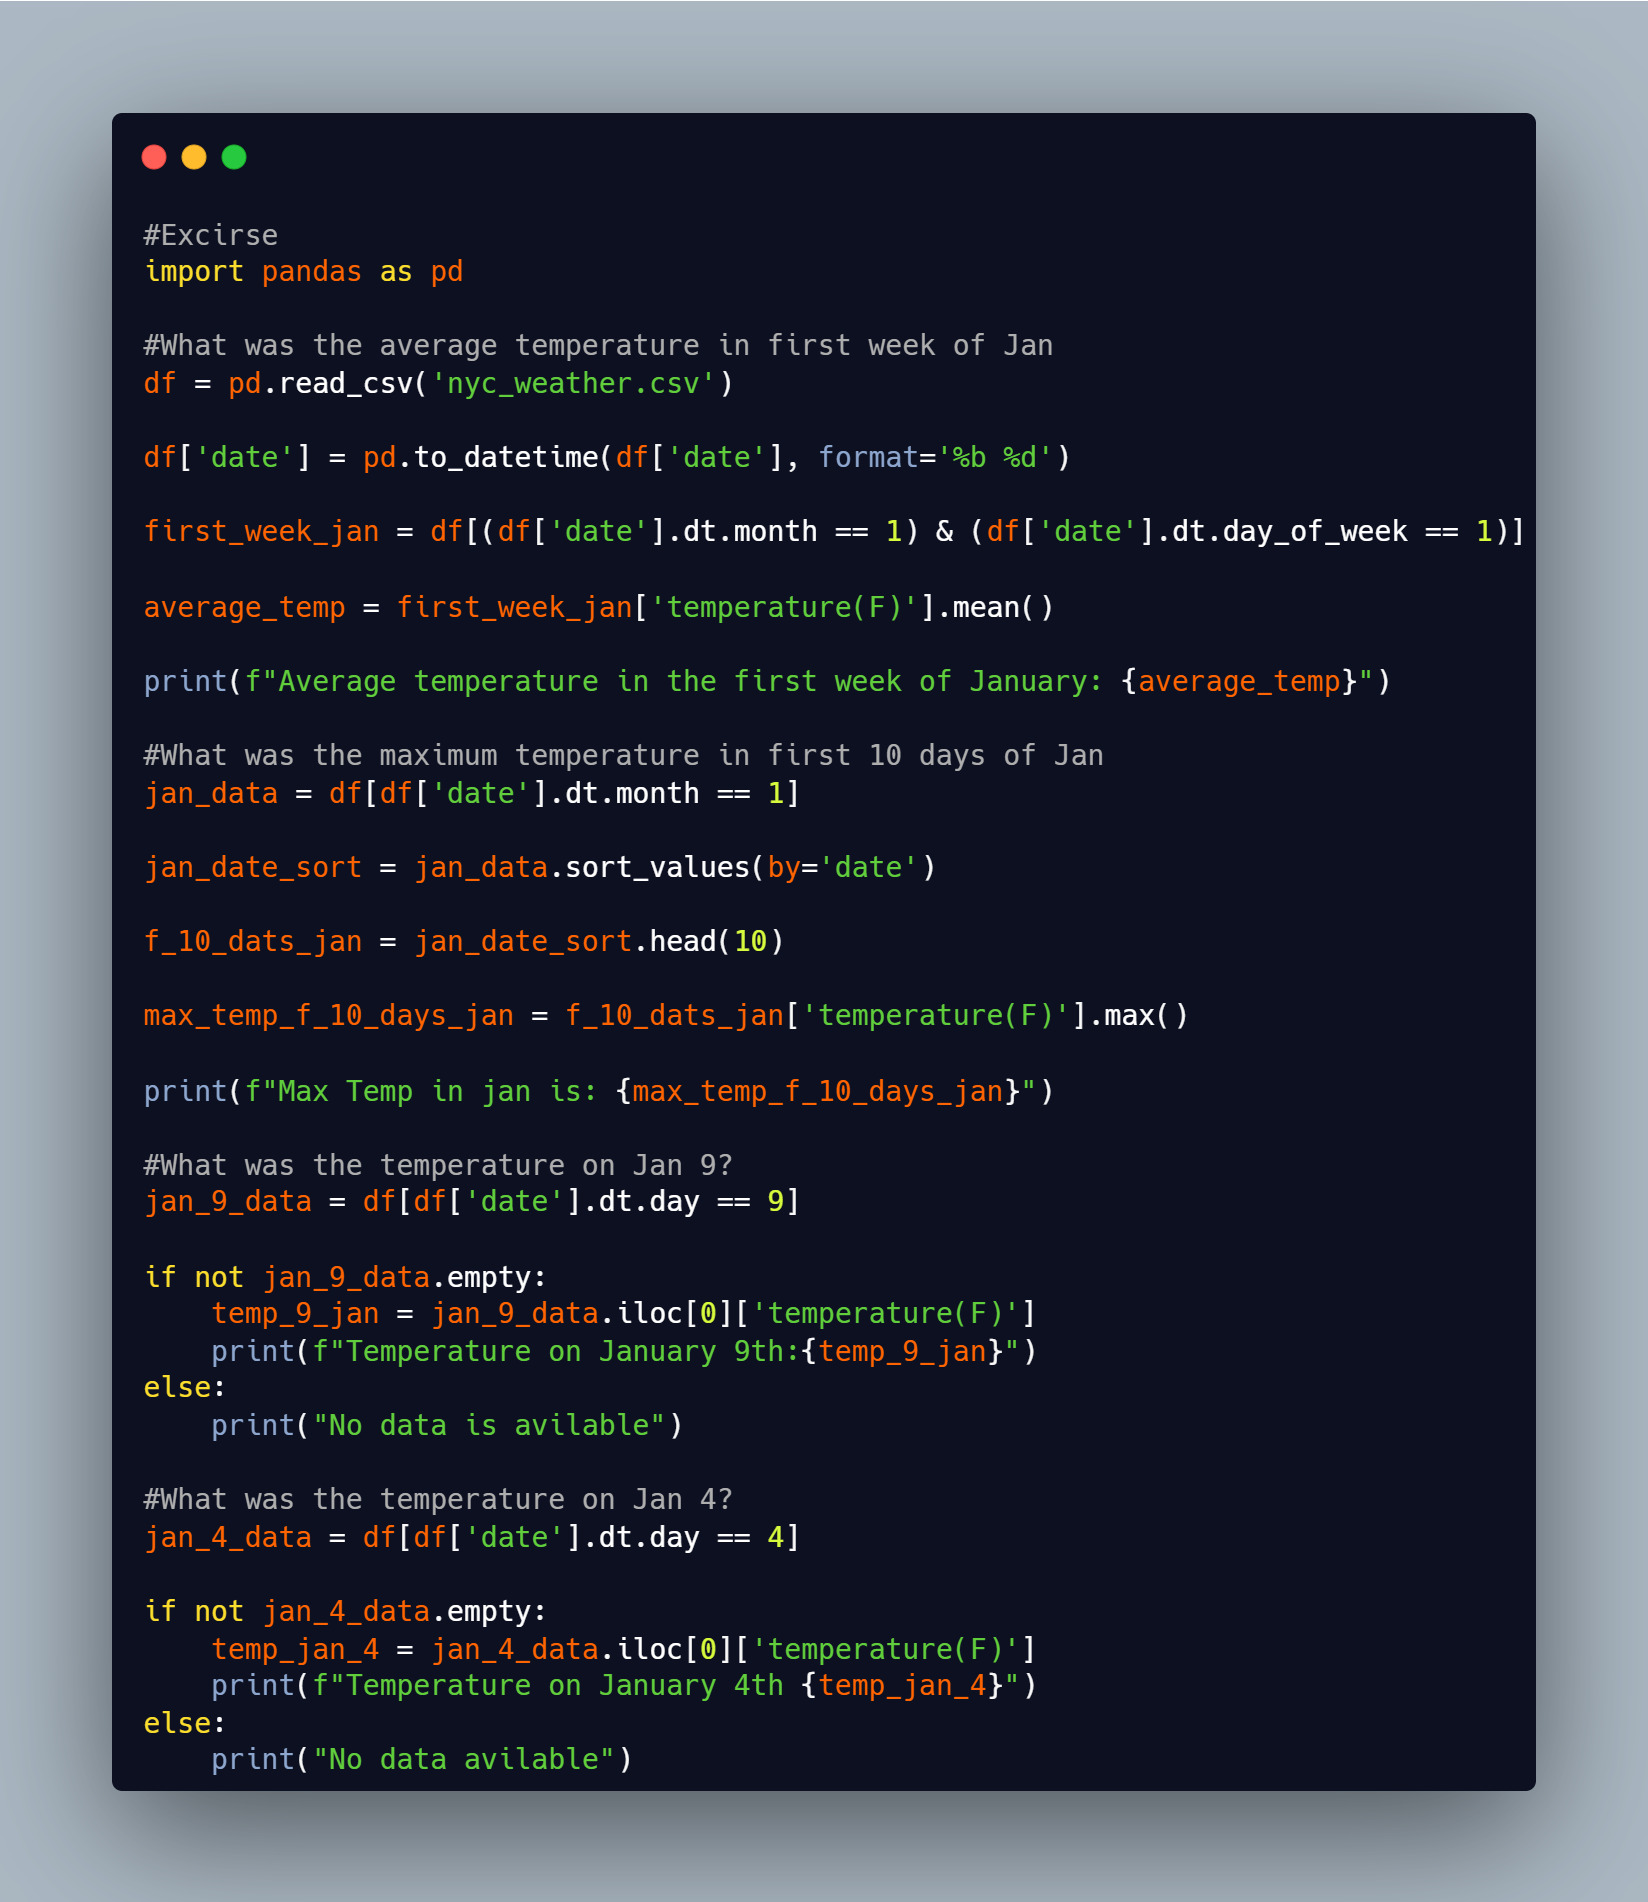 #Excirse
import pandas as pd
#What was the average temperature in first week of Jan
df = pd.read_csv('nyc_weather.csv')
df['date'] = pd.to_datetime(df['date'], format='%b %d')
first_week_jan = df[(df['date'].dt.month == 1) & (df['date'].dt.day_of_week == 1)]
average_temp = first_week_jan['temperature(F)'].mean()
print(f"Average temperature in the first week of January: {average_temp}")
#What was the maximum temperature in first 10 days of Jan
jan_data = df[df['date'].dt.month == 1]
jan_date_sort = jan_data.sort_values(by='date')
f_10_dats_jan = jan_date_sort.head(10)
max_temp_f_10_days_jan = f_10_dats_jan['temperature(F)'].max()
print(f"Max Temp in jan is: {max_temp_f_10_days_jan}")
#What was the temperature on Jan 9?
jan_9_data = df[df['date'].dt.day == 9]
if not jan_9_data.empty:
    temp_9_jan = jan_9_data.iloc[0]['temperature(F)']
    print(f"Temperature on January 9th:{temp_9_jan}")
else:
    print("No data is avilable")
#What was the temperature on Jan 4?
jan_4_data = df[df['date'].dt.day == 4]
if not jan_4_data.empty:
    temp_jan_4 = jan_4_data.iloc[0]['temperature(F)']
    print(f"Temperature on January 4th {temp_jan_4}")
else:
    print("No data avilable")